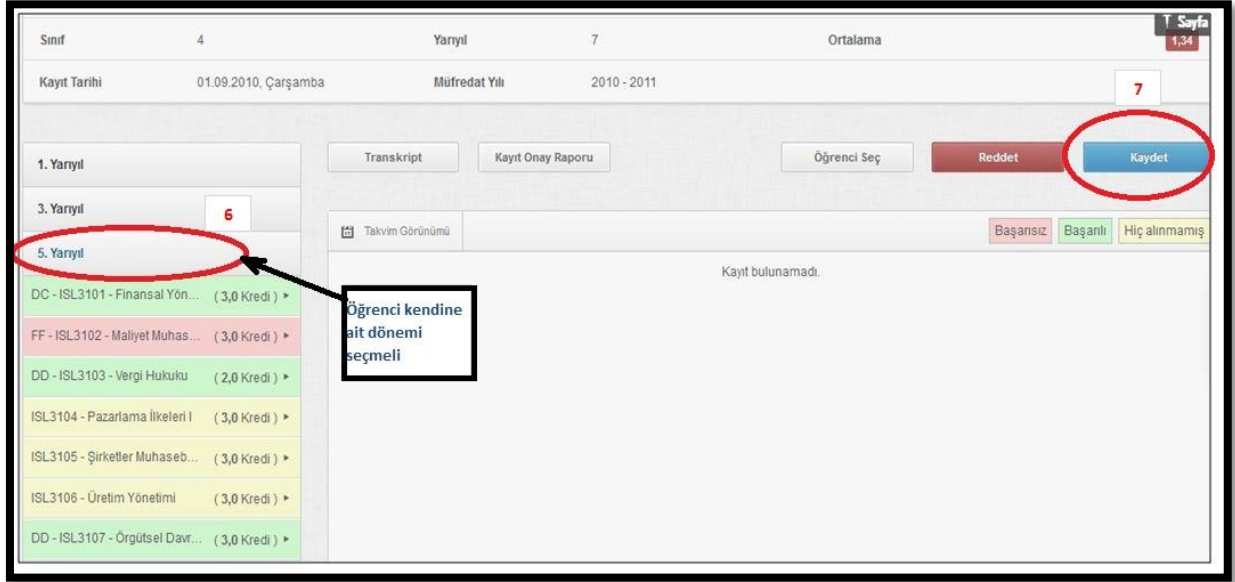 Sayfa
Sınıf 4 Yarıyıl 7 Ortalama 1,34
Kayıt Tarihi 01.09.2010, Çarşamba Müfredat Yılı 2010 - 2011
7
1. Yarıyıl
Transkript Kayıt Onay Raporu Öğrenci Seç Reddet Kaydet
3. Yarıyıl
6
5. Yarıyıl
Takvim Görünümü Başarısız Başarılı Hiç alınmamış
Kayıt bulunamadı.
DC - ISL3101 - Finansal Yön... ( 3,0 Kredi )
FF - ISL3102 - Maliyet Muhas... ( 3,0 Kredi )
DD - ISL3103 - Vergi Hukuku ( 2,0 Kredi )
ISL3104 - Pazarlama İlkeleri I ( 3,0 Kredi )
ISL3105 - Şirketler Muhaseb... ( 3,0 Kredi )
ISL3106 - Üretim Yönetimi ( 3,0 Kredi )
DD - ISL3107 - Örgütsel Davr... ( 3,0 Kredi )
Öğrenci kendine
ait dönemi
seçmeli